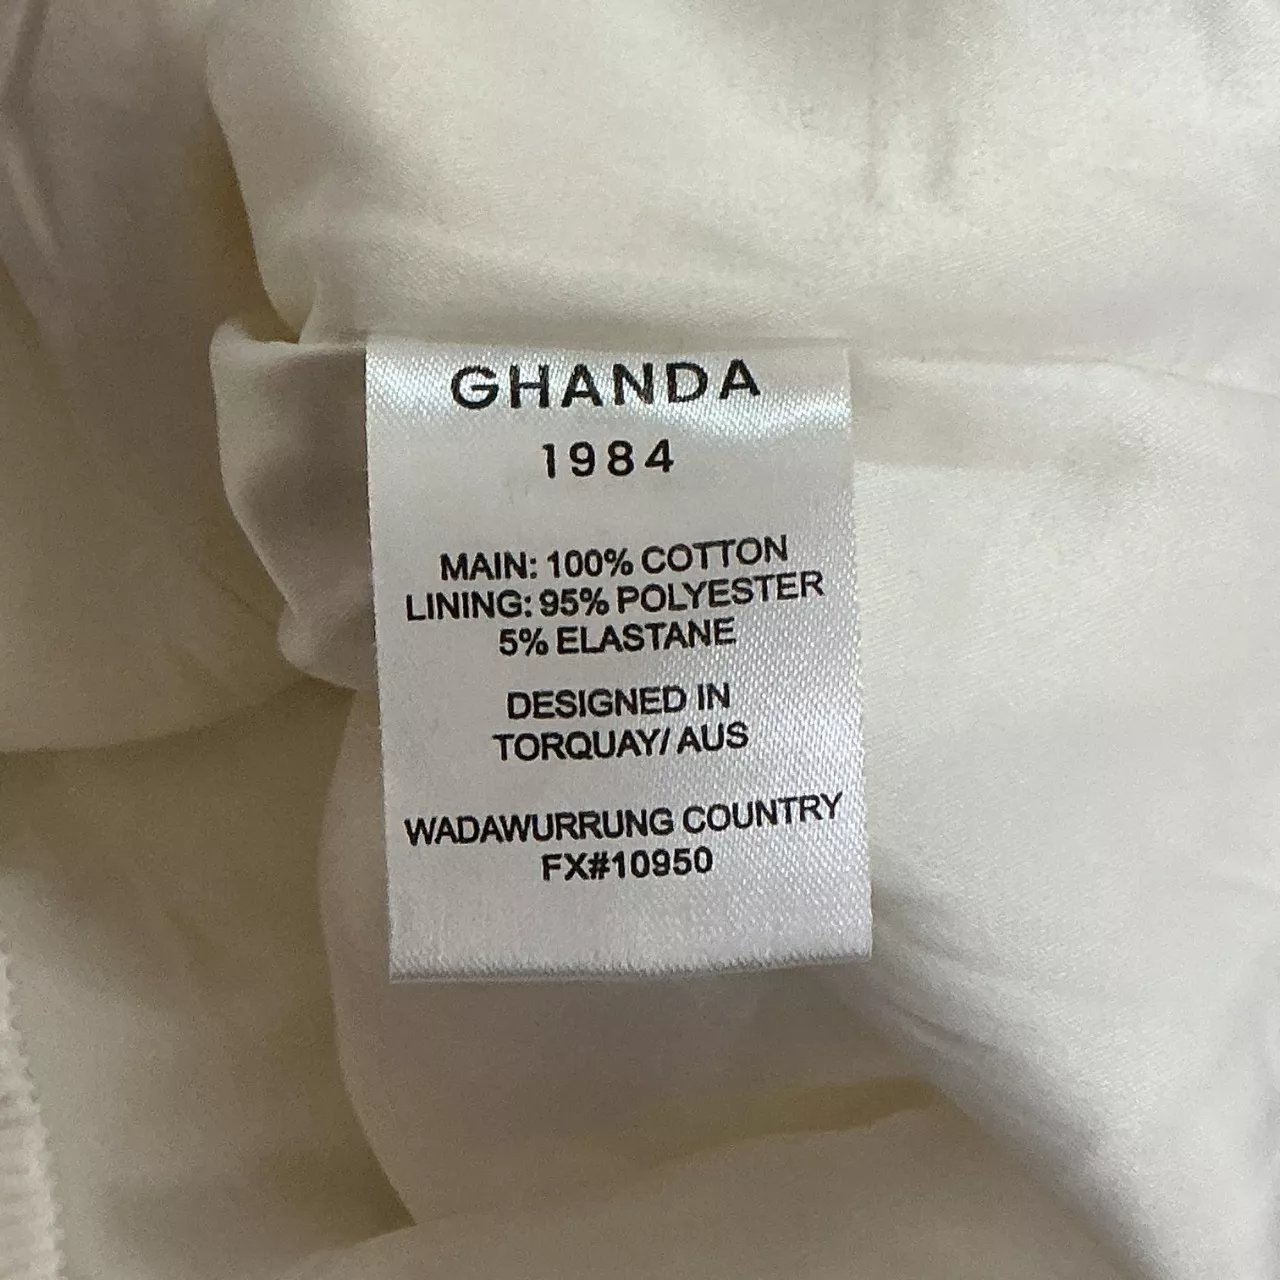 GHANDA
1984
MAIN: 100% COTTON
LINING: 95% POLYESTER
5% ELASTANE
DESIGNED IN
TORQUAY/ AUS
WADAWURRUNG COUNTRY
FX#10950